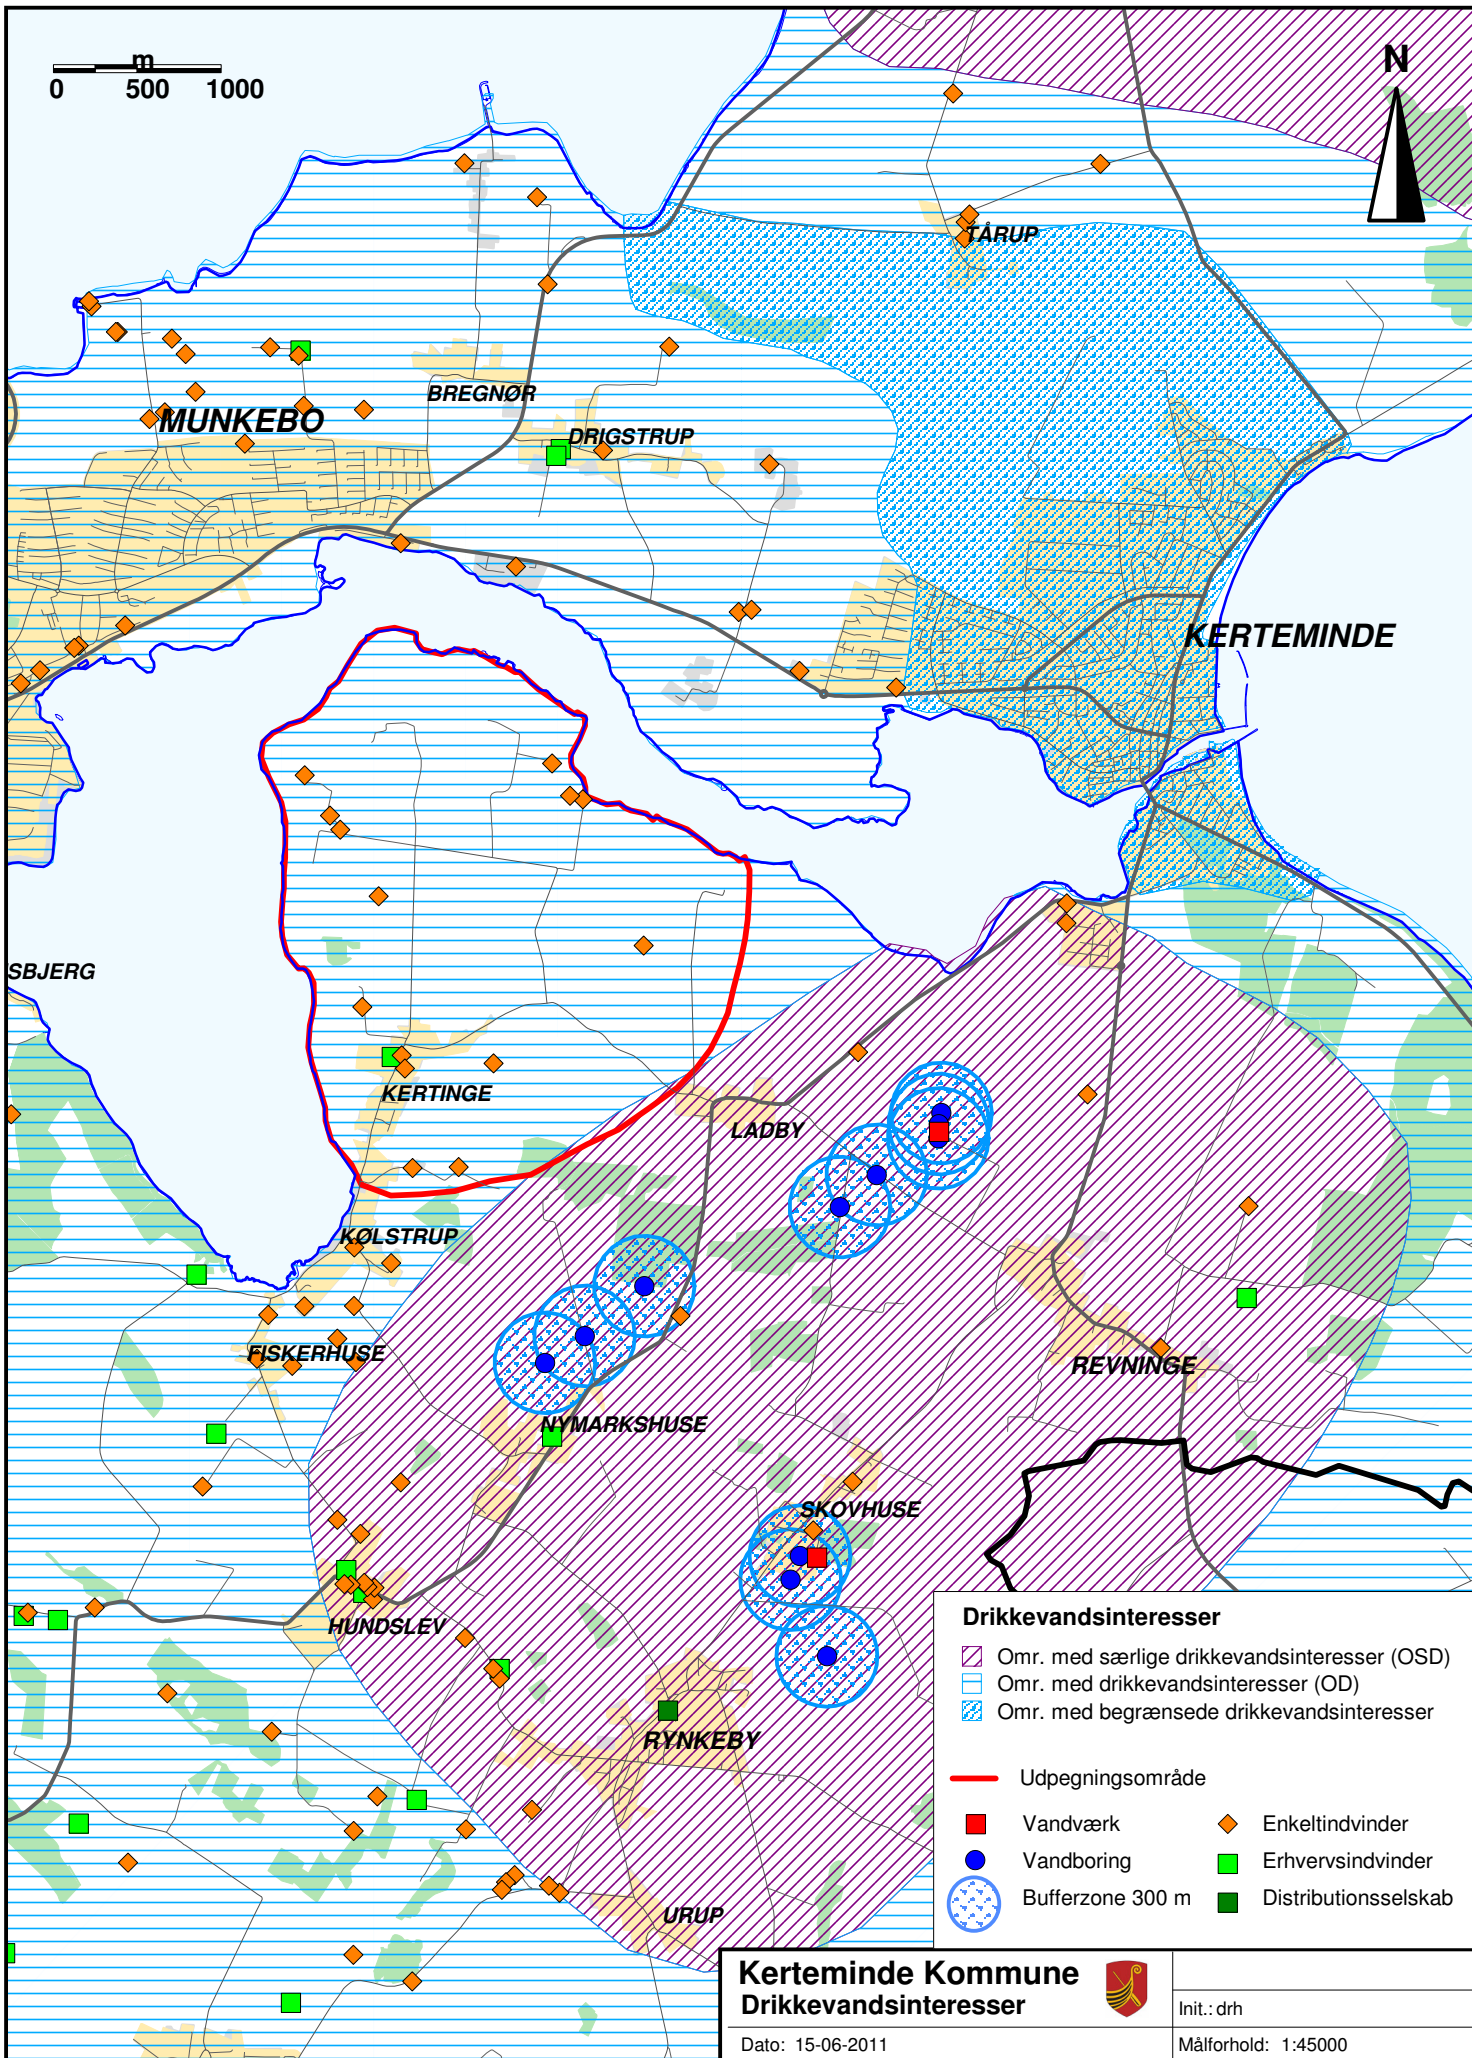 m
0 500 1000
N
TÅRUP
BREGNØR
MUNKEBO
DRIGSTRUP
KERTEMINDE
SBJERG
KERTINGE
LADBY
KØLSTRUP
FISKERHUSE
REVNINGE
NYMARKSHUSE
SKOVHUSE
HUNDSLEV
RYNKEBY
URUP
Drikkevandsinteresser
Omr. med særlige drikkevandsinteresser (OSD)
Omr. med drikkevandsinteresser (OD)
Omr. med begrænsede drikkevandsinteresser
Udpegningsområde
Vandværk
Enkeltindvinder
Vandboring
Erhvervsindvinder
Bufferzone 300 m
Distributionsselskab
Kerteminde Kommune
Drikkevandsinteresser
Init.: drh
Dato: 15-06-2011
Målforhold: 1:45000